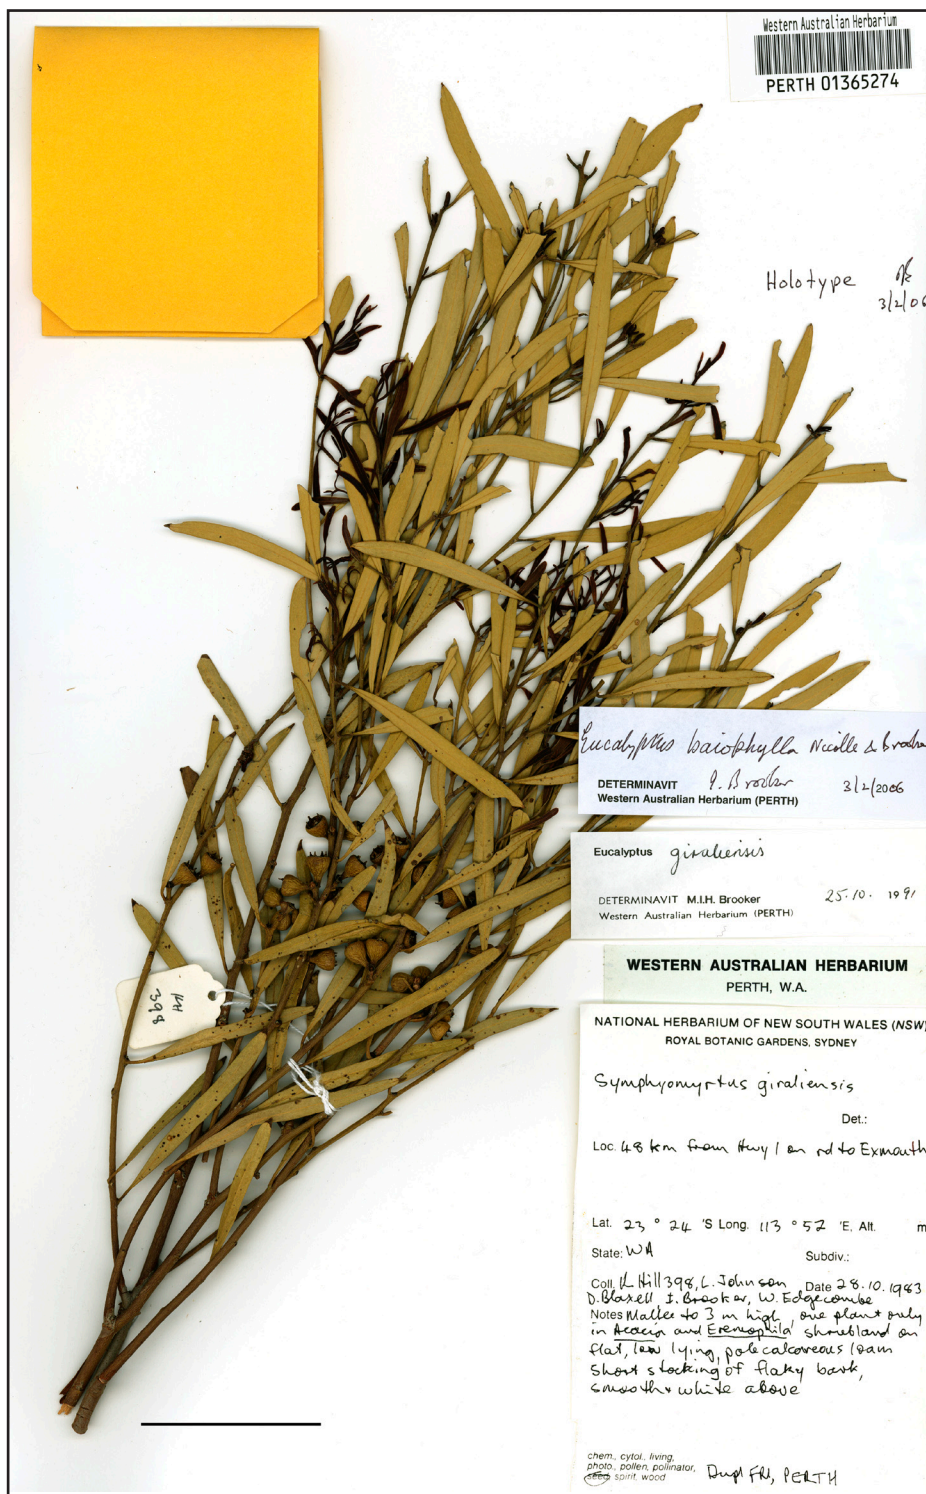 Western Australian Herbarium
PERTH 01365274
Holotype
3/2/06
Eucalyptus baiophylla Nicolle & Brooker
DETERMINAVIT I. Brooker 3/2/2006
Western Australian Herbarium (PERTH)
Eucalyptus giraliensis
DETERMINAVIT M.I.H. Brooker 25.10. 1991
Western Australian Herbarium (PERTH)
WESTERN AUSTRALIAN HERBARIUM
PERTH, W.A.
KH
398
NATIONAL HERBARIUM OF NEW SOUTH WALES (NSW)
ROYAL BOTANIC GARDENS, SYDNEY
Symphyomyrtus giraliensis
Det.:
Loc. 48 km from Hwy 1 on rd to Exmouth
Lat. 23 ° 24 'S Long. 113 ° 52 'E, Alt. m
State: WA Subdiv.:
Coll. K Hill 398, L. Johnson Date 28.10.1983
D. Blaxell I. Brooker, W. Edgecombe
Notes Mallee to 3 m high, one plant only
in Acacia and Eremophila shrubland on
flat, low lying, pale calcareous loam
Short stocking of flaky bark,
smooth & white above
chem., cytol., living,
photo., pollen, pollinator,
seed, spirit, wood Dupl FRI, PERTH